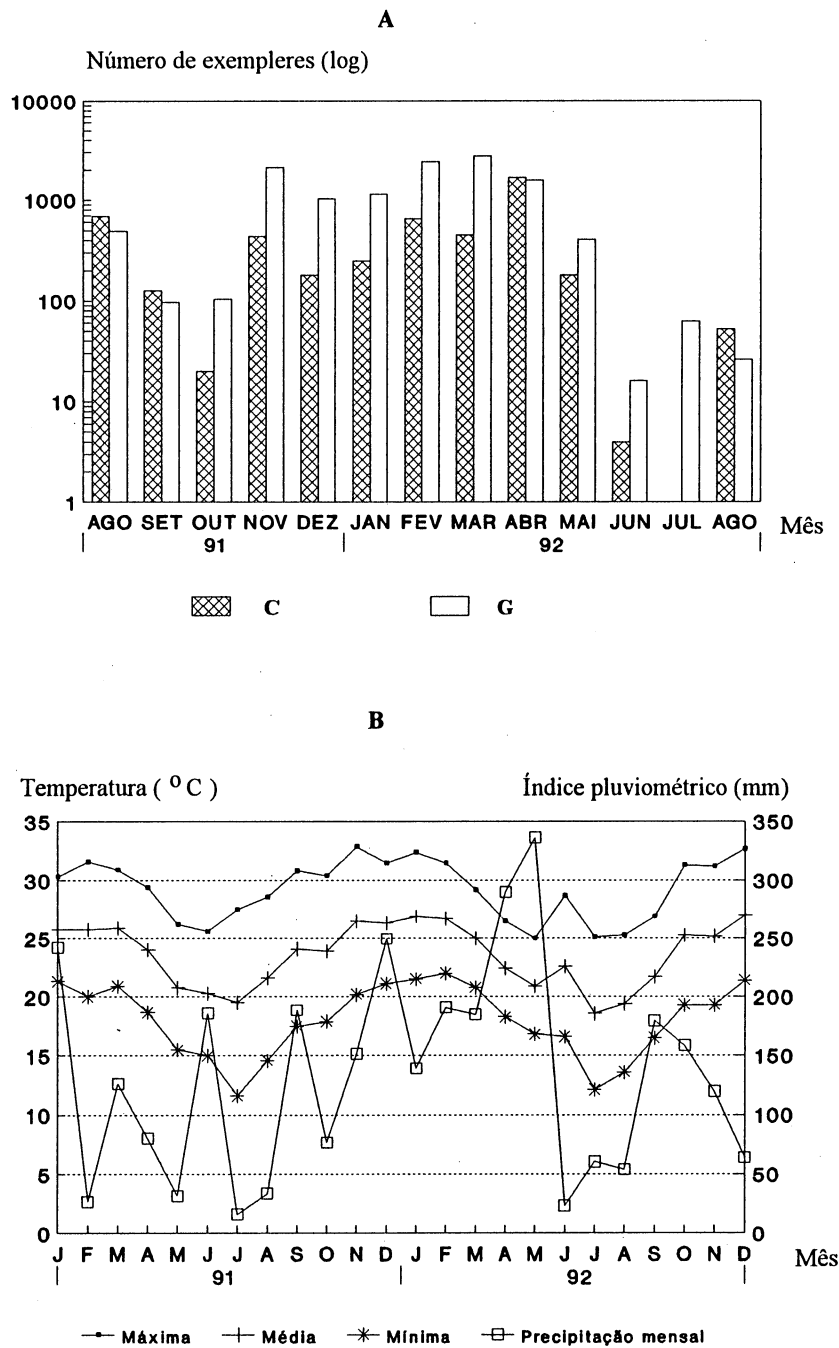 A
Número de exempleres (log)
10000
1000
100
10
1
AGO SET OUT NOV DEZ JAN FEV MAR ABR MAI JUN JUL AGO Mês
91 92
C G
B
Temperatura ( °C ) Índice pluviométrico (mm)
35 350
30 300
25 250
20 200
15 150
10 100
5 50
0 0
J F M A M J J A S O N D J F M A M J J A S O N D Mês
91 92
Máxima Média Mínima Precipitação mensal